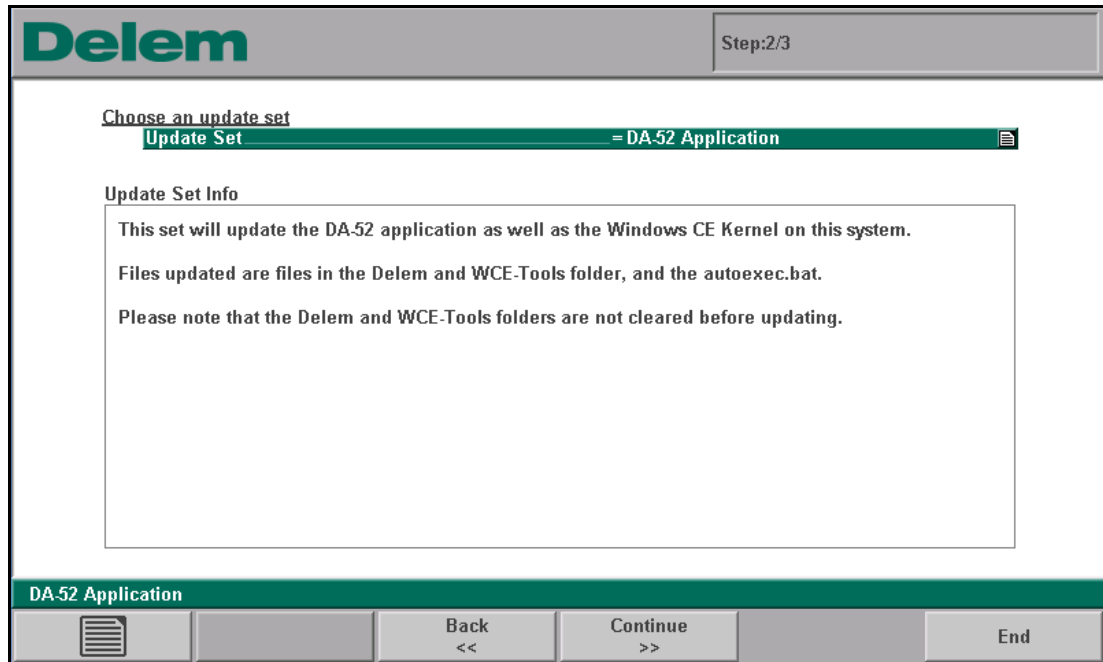 Delem
Step:2/3
Choose an update set
Update Set = DA-52 Application
Update Set Info
This set will update the DA-52 application as well as the Windows CE Kernel on this system.
Files updated are files in the Delem and WCE-Tools folder, and the autoexec.bat.
Please note that the Delem and WCE-Tools folders are not cleared before updating.
DA-52 Application
Back
<<
Continue
>>
End